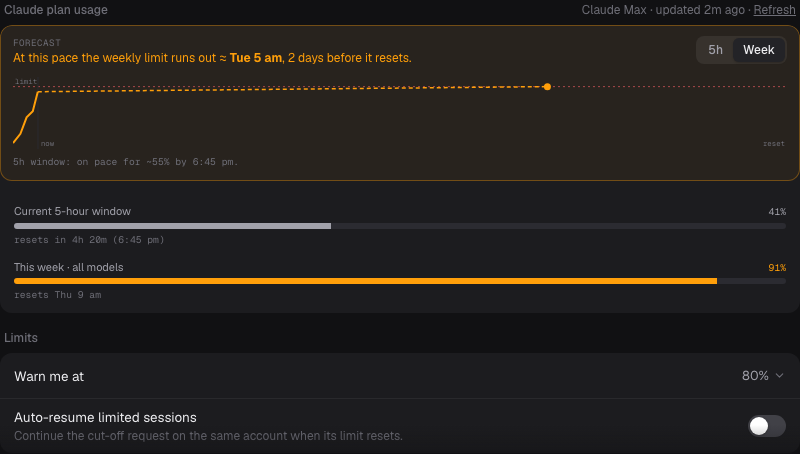 Claude plan usage
Claude Max · updated 2m ago · Refresh
FORECAST
At this pace the weekly limit runs out ≈ Tue 5 am, 2 days before it resets.
5h
Week
limit
now
reset
5h window: on pace for ~55% by 6:45 pm.
Current 5-hour window
41%
resets in 4h 20m (6:45 pm)
This week · all models
91%
resets Thu 9 am
Limits
Warn me at
80%
Auto-resume limited sessions
Continue the cut-off request on the same account when its limit resets.